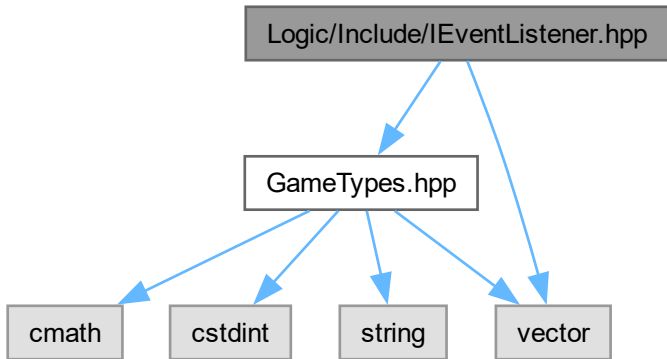 Logic/Include/IEventListener.hpp
GameTypes.hpp
cmath
cstdint
string
vector